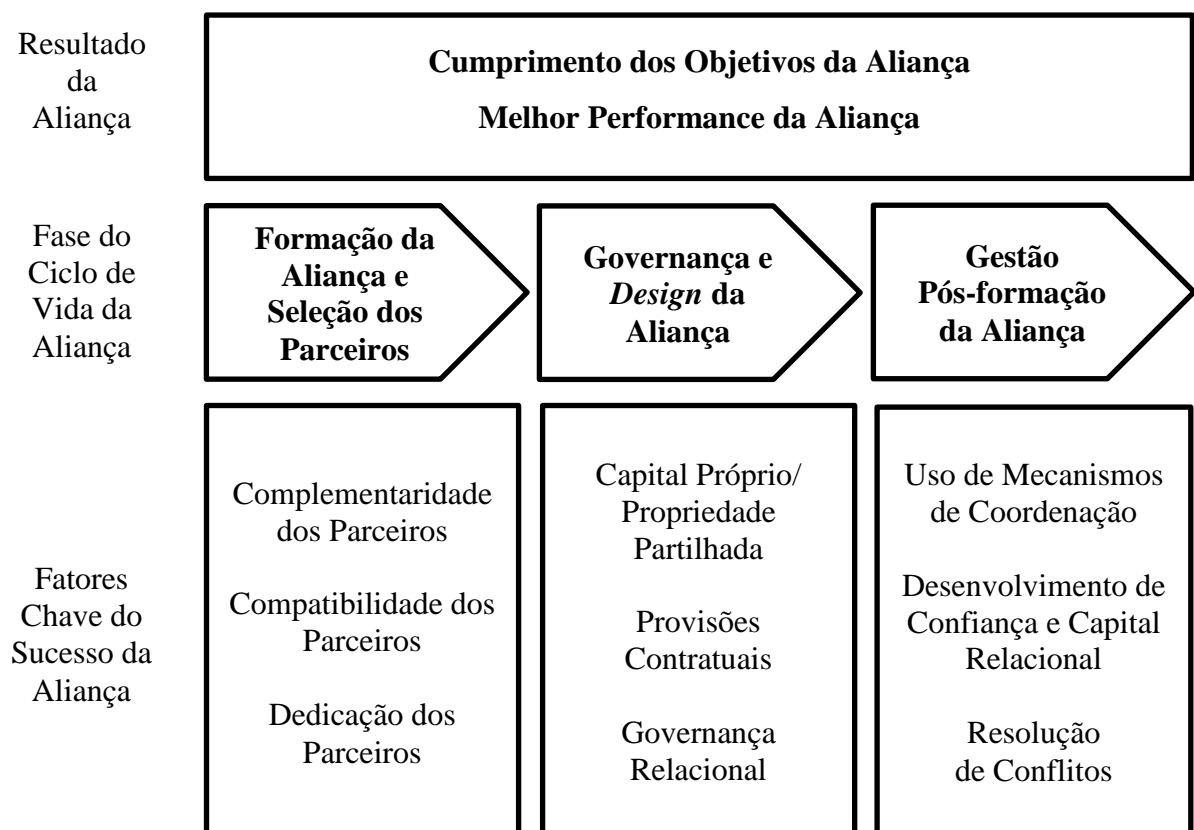 Resultado
da
Aliança
Cumprimento dos Objetivos da Aliança
Melhor Performance da Aliança
Fase do
Ciclo de
Vida da
Aliança
Formação da
Aliança e
Seleção dos
Parceiros
Governança e
Design da
Aliança
Gestão
Pós-formação
da Aliança
Fatores
Chave do
Sucesso da
Aliança
Complementaridade
dos Parceiros
Compatibilidade dos
Parceiros
Dedicação dos
Parceiros
Capital Próprio/
Propriedade
Partilhada
Provisões
Contratuais
Governança
Relacional
Uso de Mecanismos
de Coordenação
Desenvolvimento de
Confiança e Capital
Relacional
Resolução
de Conflitos